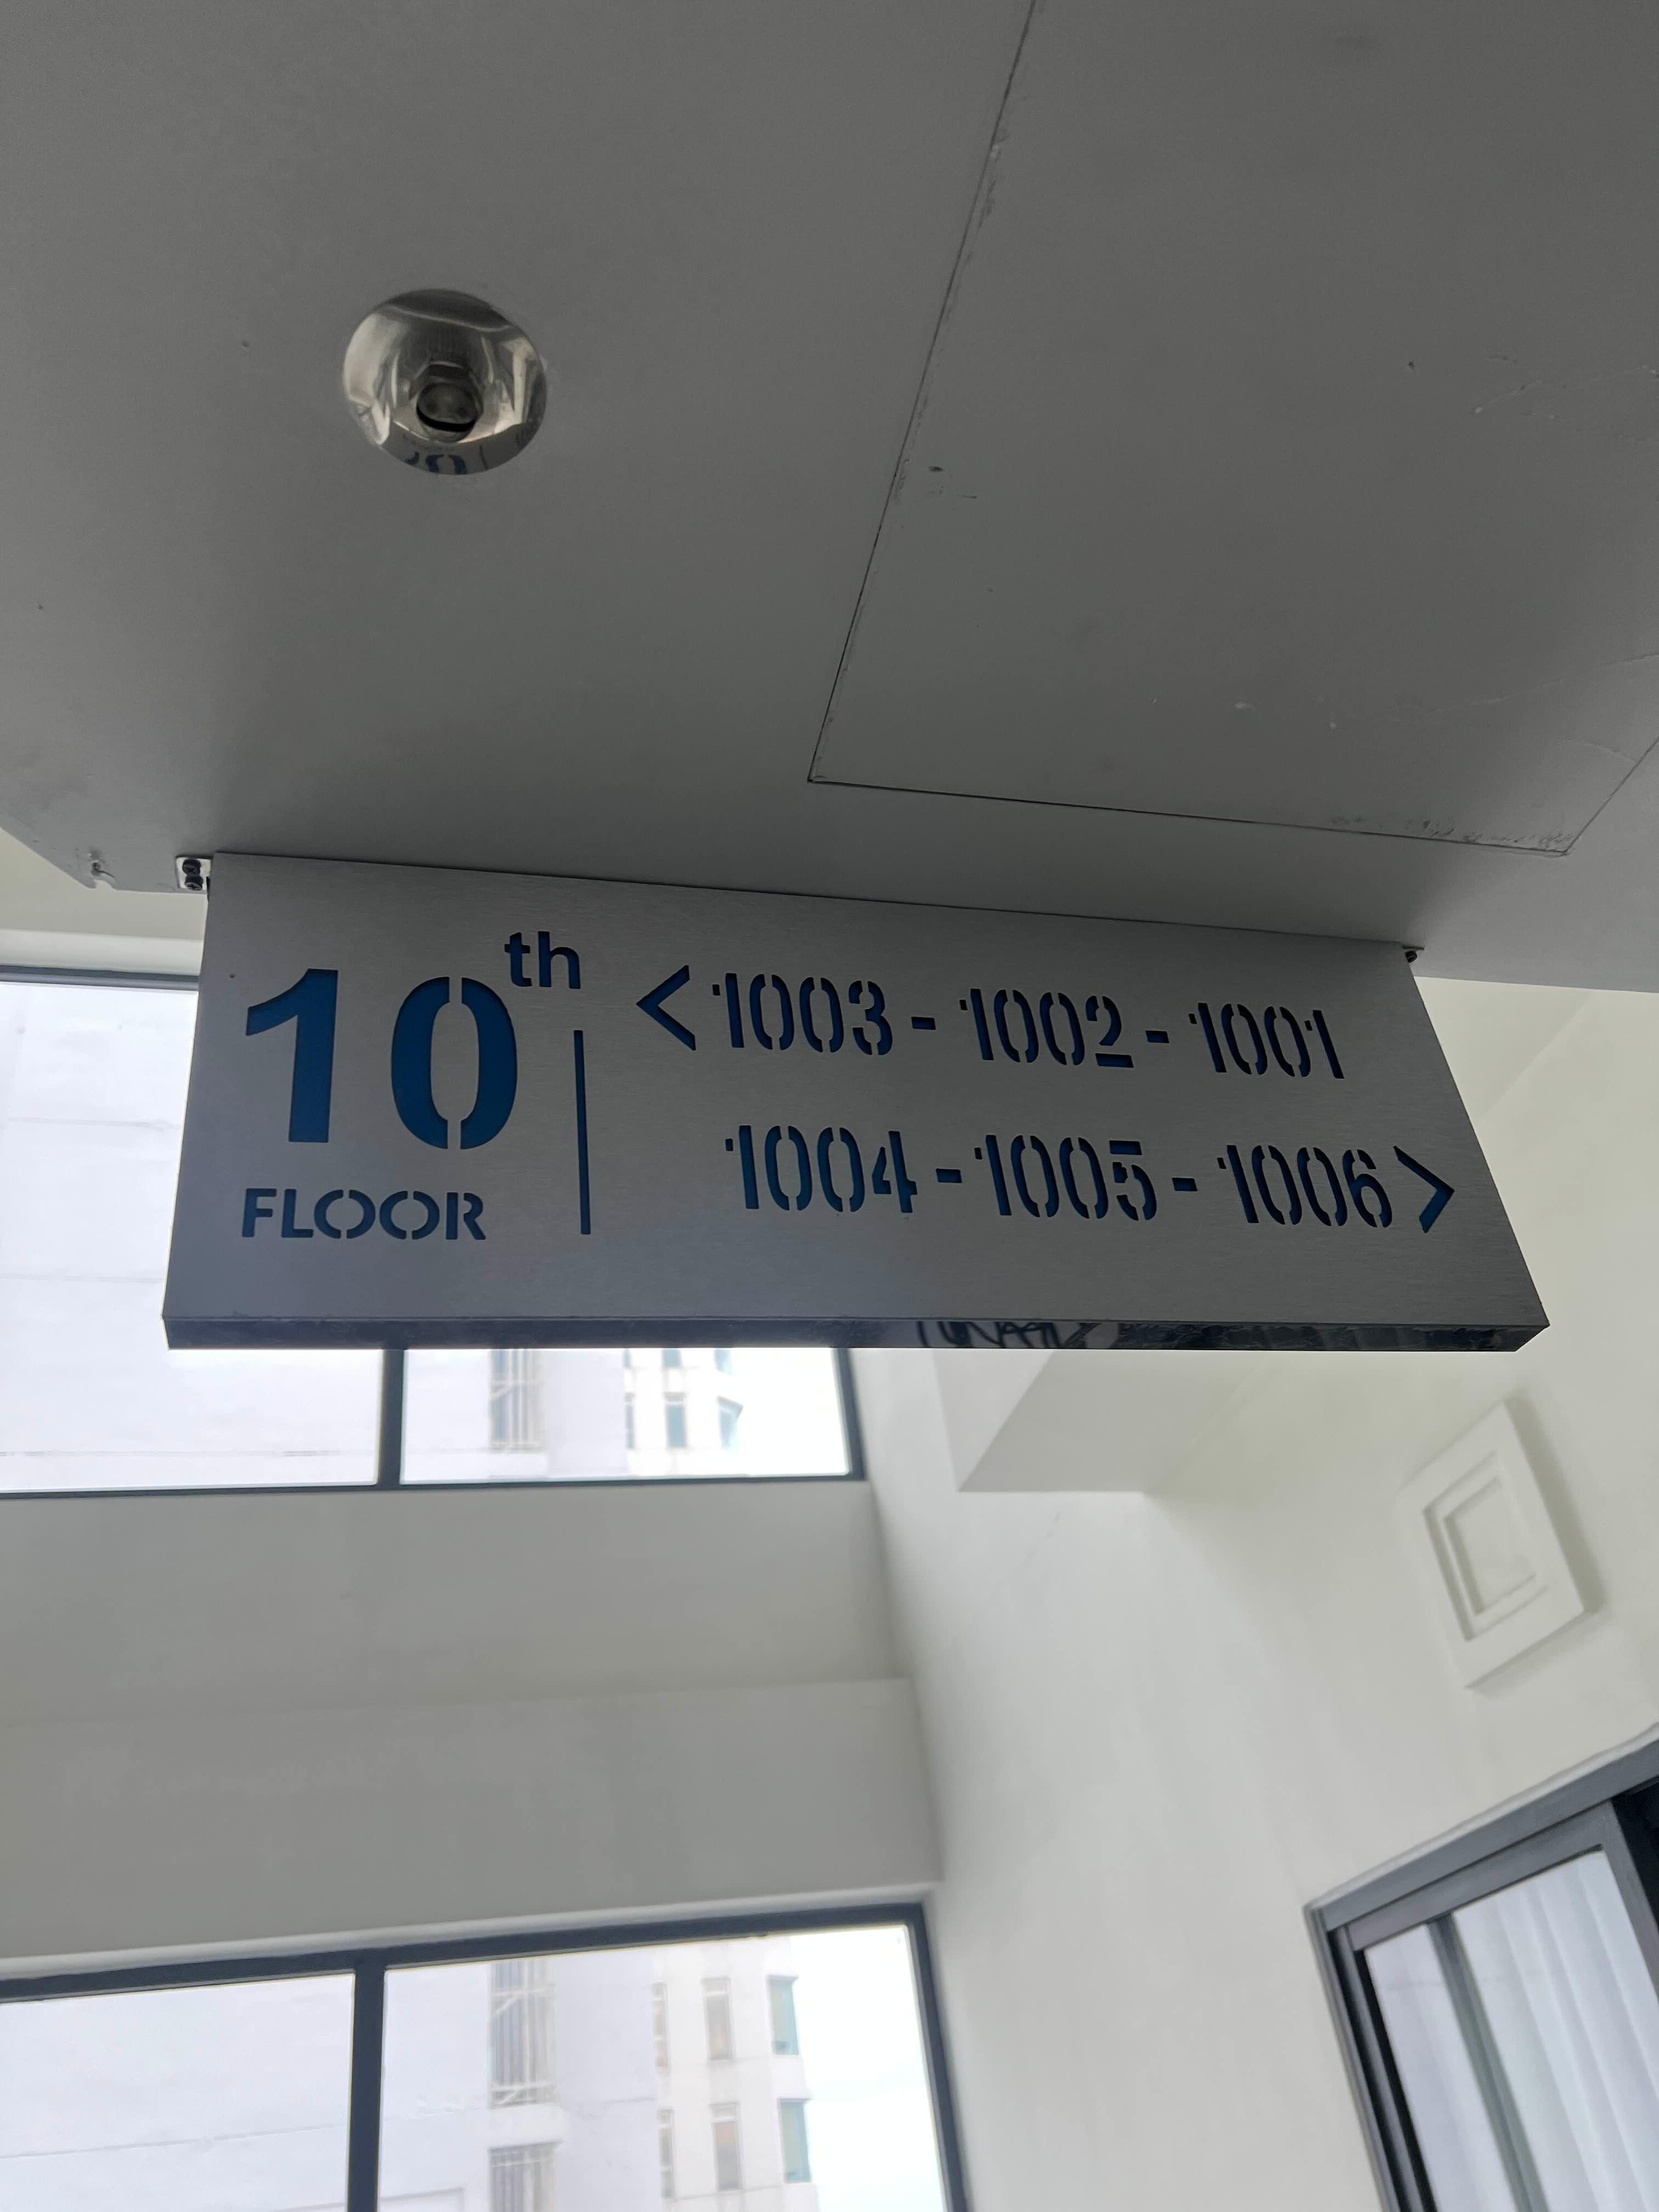 10th
FLOOR
< 1003 - 1002 - 1001
1004 - 1005 - 1006 >